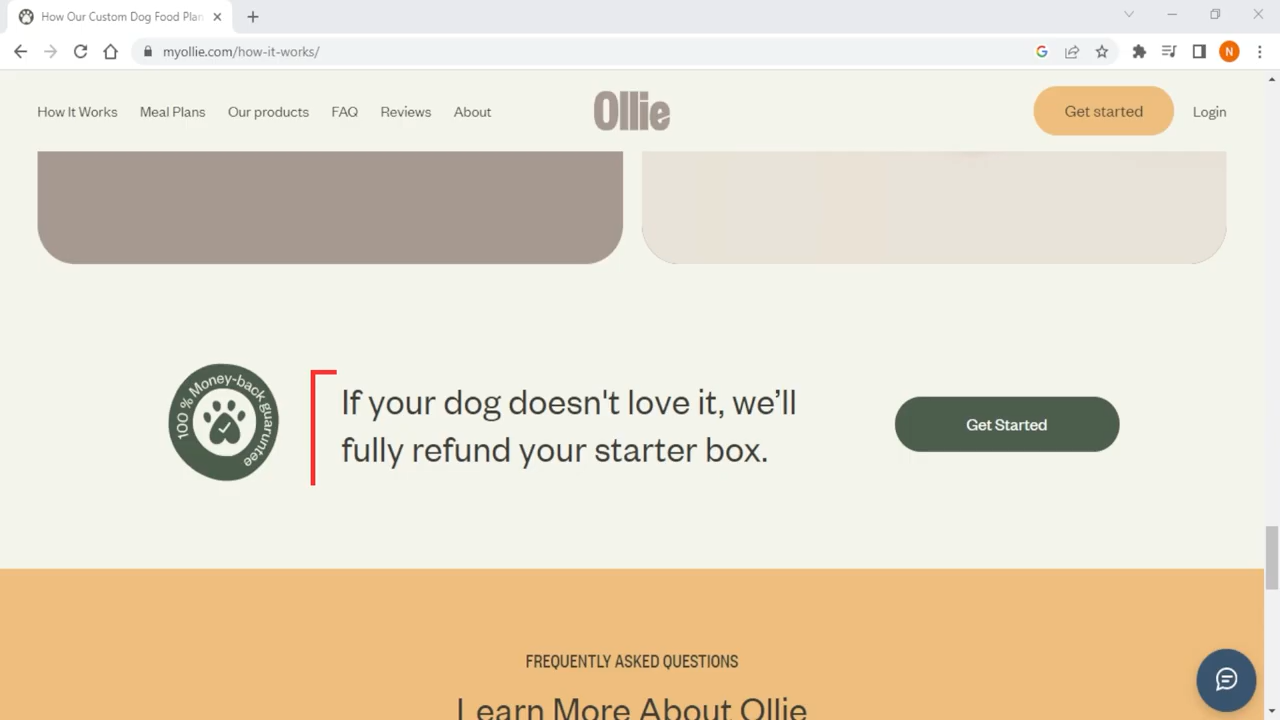 How Our Custom Dog Food Plan
myollie.com/how-it-works/
N
How It Works
Meal Plans
Our products
FAQ
Reviews
About
Ollie
Get started
Login
100 % Money-back guaruntee
If your dog doesn't love it, we’ll
fully refund your starter box.
Get Started
FREQUENTLY ASKED QUESTIONS
Learn More About Ollie